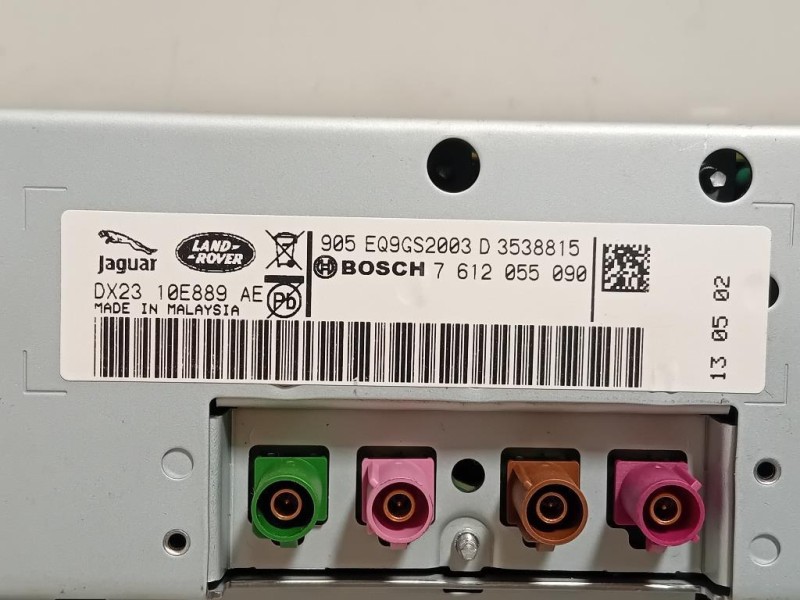 Jaguar
LAND-
ROVER
DX23 10E889 AE
MADE IN MALAYSIA
Pb
905 EQ9GS2003 D 3538815
BOSCH 7 612 055 090
13 05 02